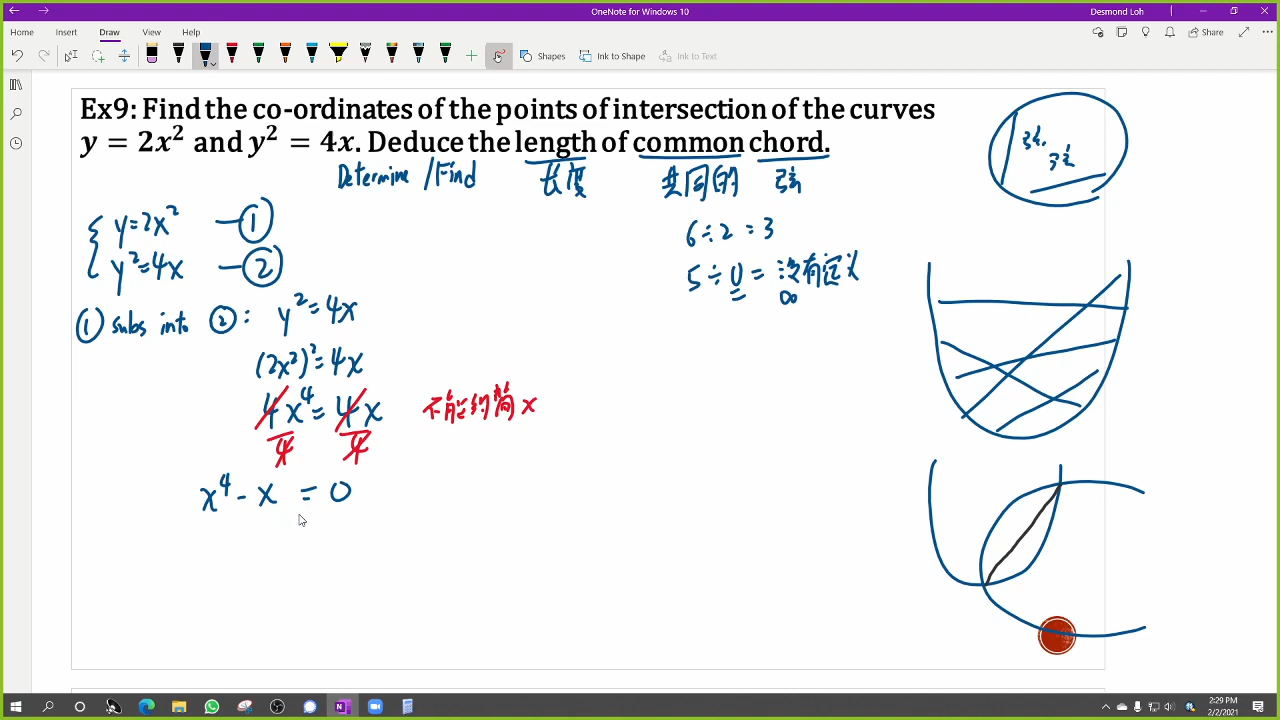 OneNote for Windows 10
Desmond Loh
Home Insert Draw View Help
Share
Shapes
Ink to Shape
Ink to Text
Ex9: Find the co-ordinates of the points of intersection of the curves
y = 2x² and y² = 4x. Deduce the length of common chord.
Determine /Find 长度 共同的 弦
弦
弦
{ y=2x² —①
y²=4x —②
6÷2=3
5÷0= 没有定义
∞
① subs into ②: y²=4x
(2x²)²=4x
4x⁴=4x 不能约简x
4 4
x⁴-x = 0
2:29 PM
2/2/2021